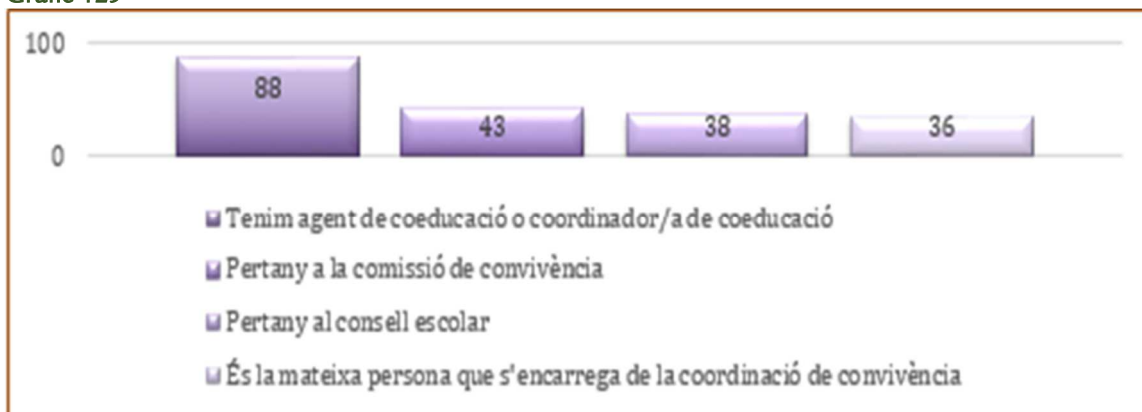 100
88
43
38
36
0
Tenim agent de coeducació o coordinador/a de coeducació
Pertany a la comissió de convivència
Pertany al consell escolar
És la mateixa persona que s'encarrega de la coordinació de convivència